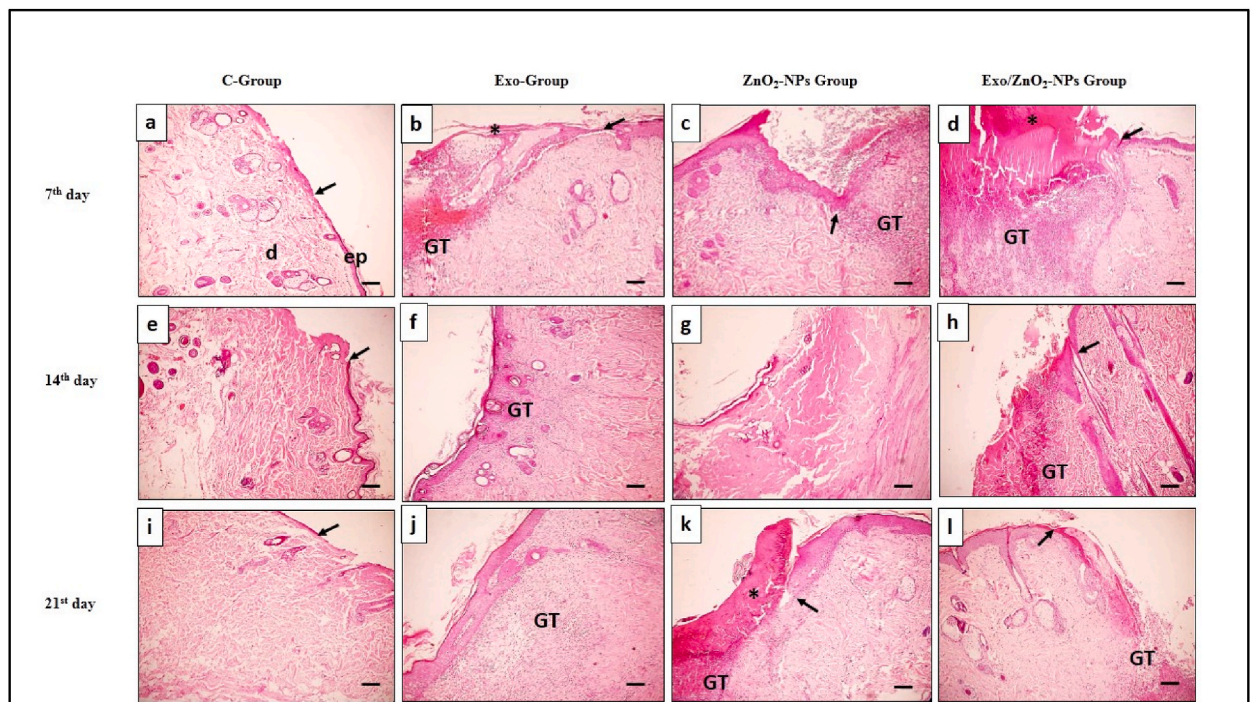 C-Group Exo-Group ZnO₂-NPs Group Exo/ZnO₂-NPs Group
a b c d
* *
7th day
d ep GT GT GT
e f g h
14th day
GT GT
i j k l
21st day
GT * GT GT